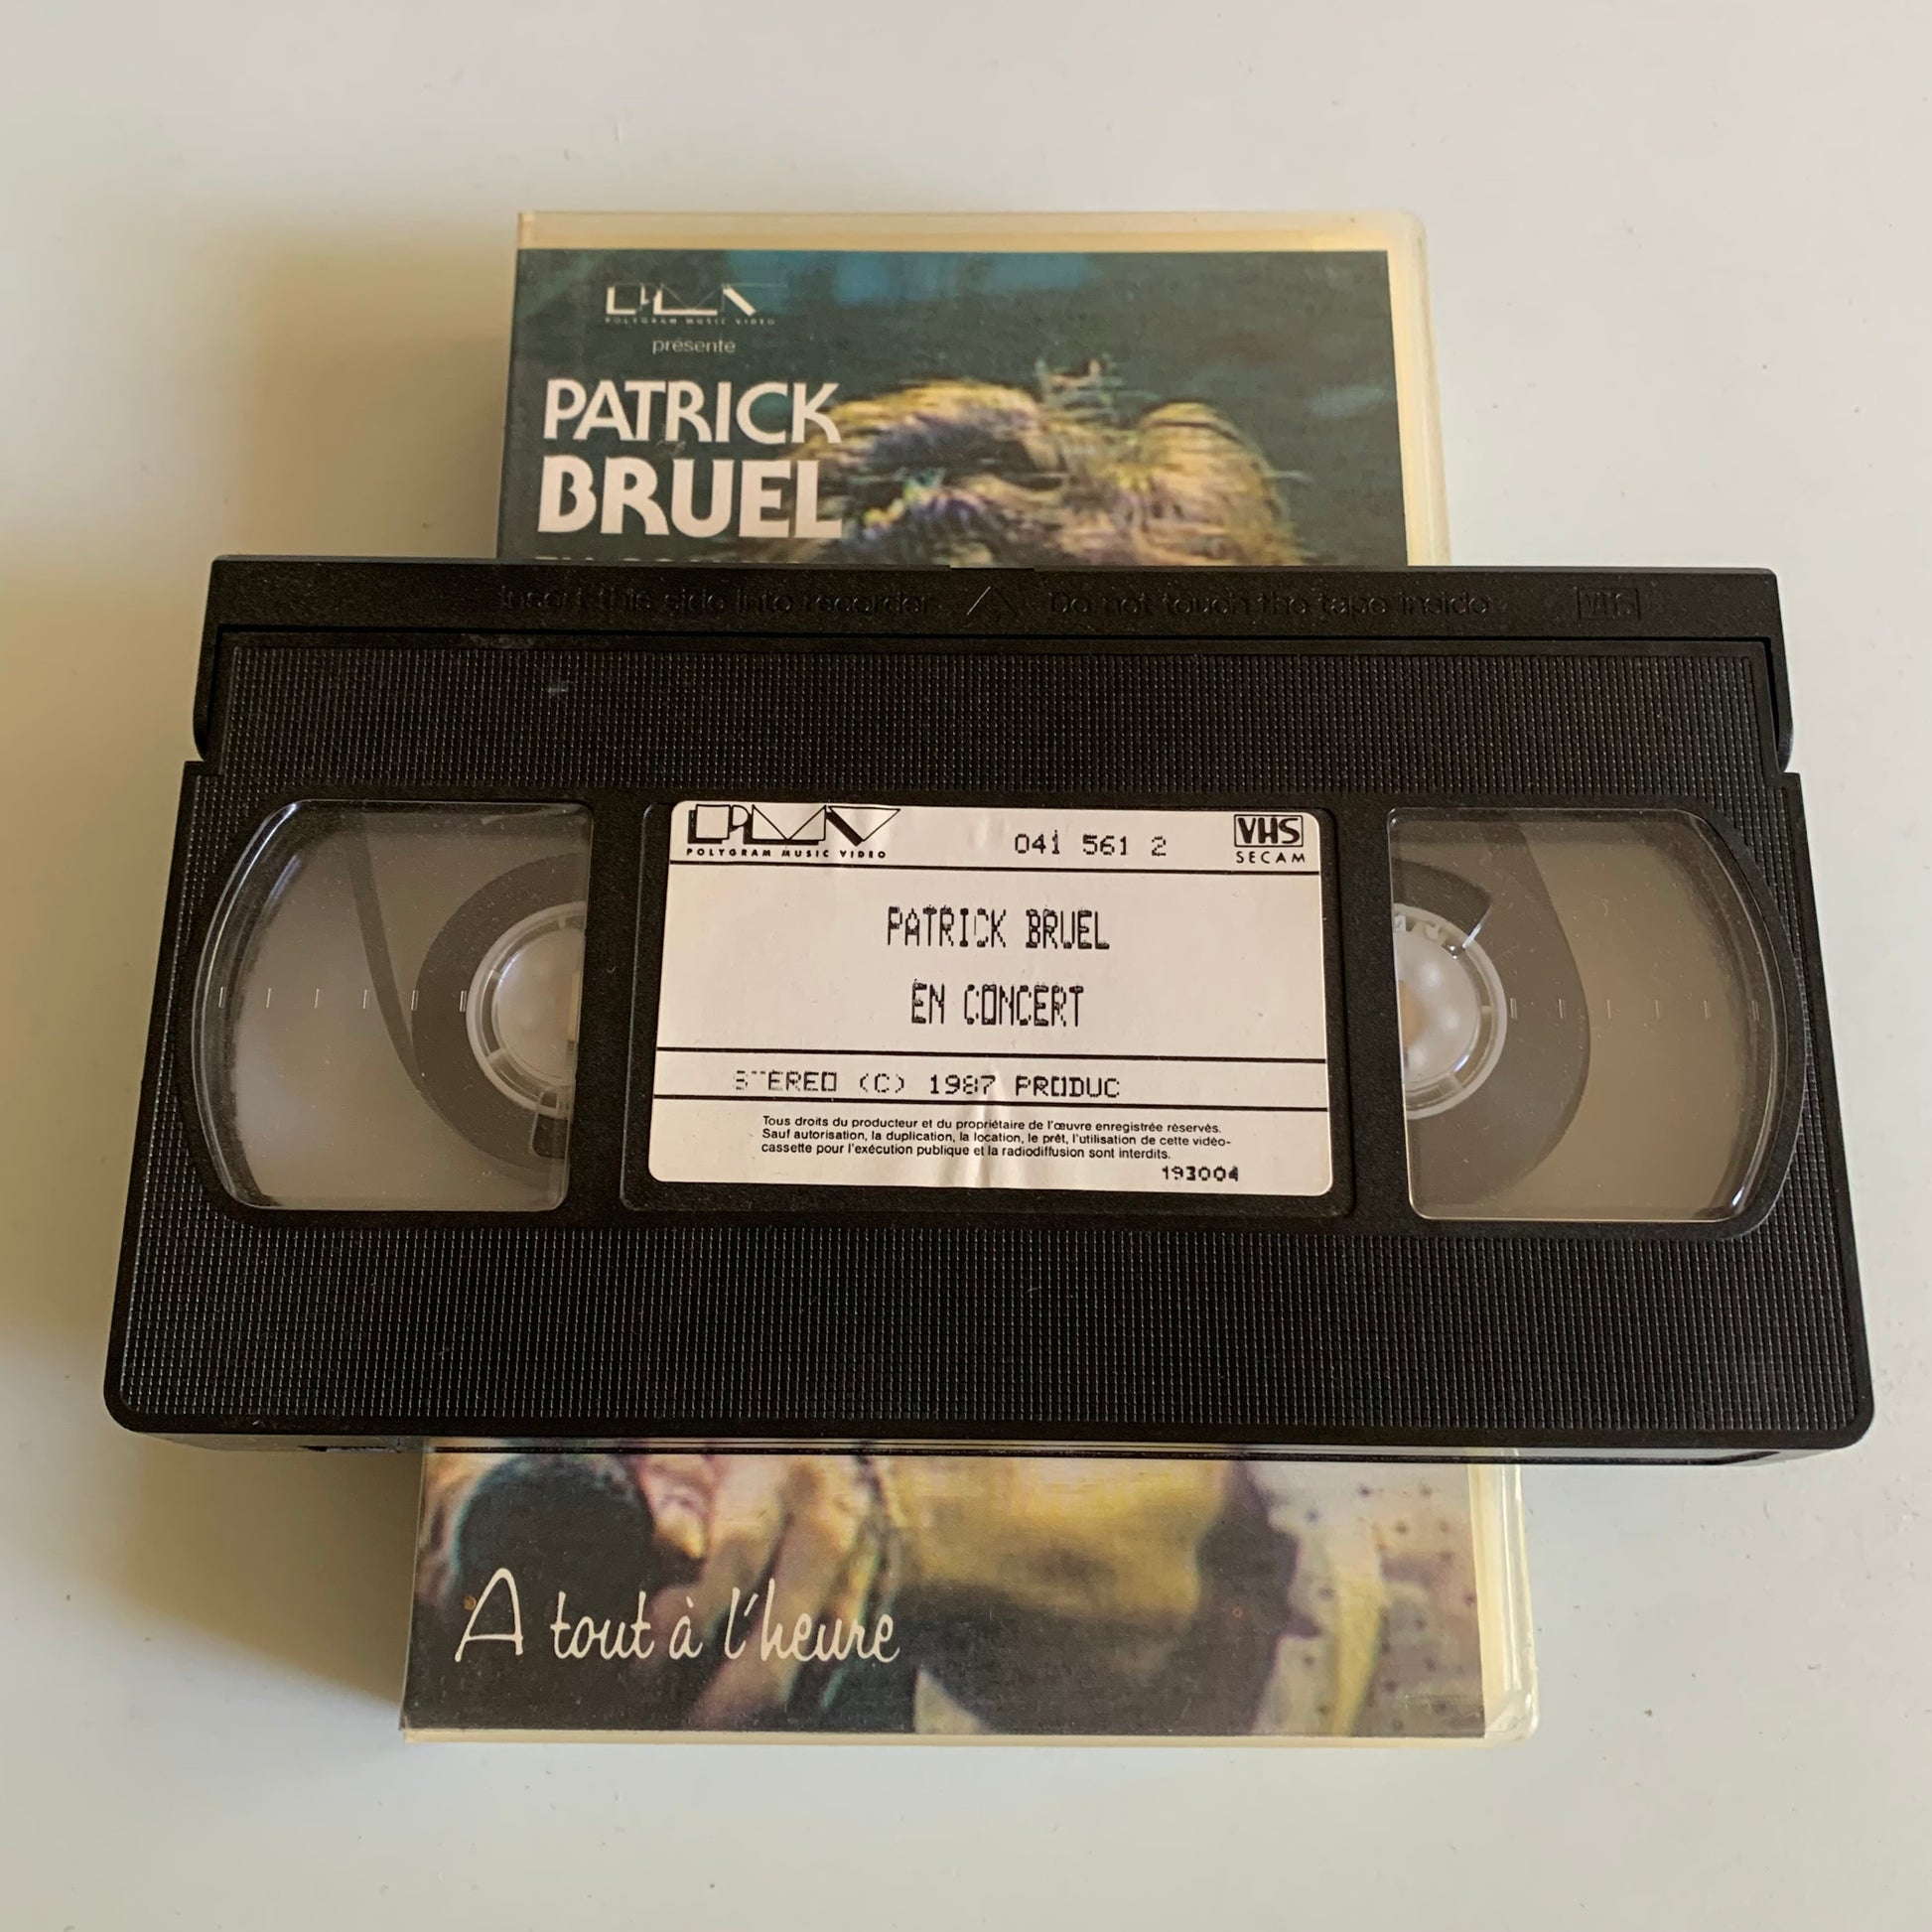 POLYGRAM MUSIC VIDEO
présente
PATRICK
BRUEL
Insert this side into recorder Do not touch the tape inside VHS
PMV 041 561 2 VHS
POLYGRAM MUSIC VIDEO SECAM
PATRICK BRUEL
EN CONCERT
STEREO (C) 1987 PRODUC
Tous droits du producteur et du propriétaire de l'œuvre enregistrée réservés.
Sauf autorisation, la duplication, la location, le prêt, l'utilisation de cette vidéo-
cassette pour l'exécution publique et la radiodiffusion sont interdits.
193004
A tout à l'heure